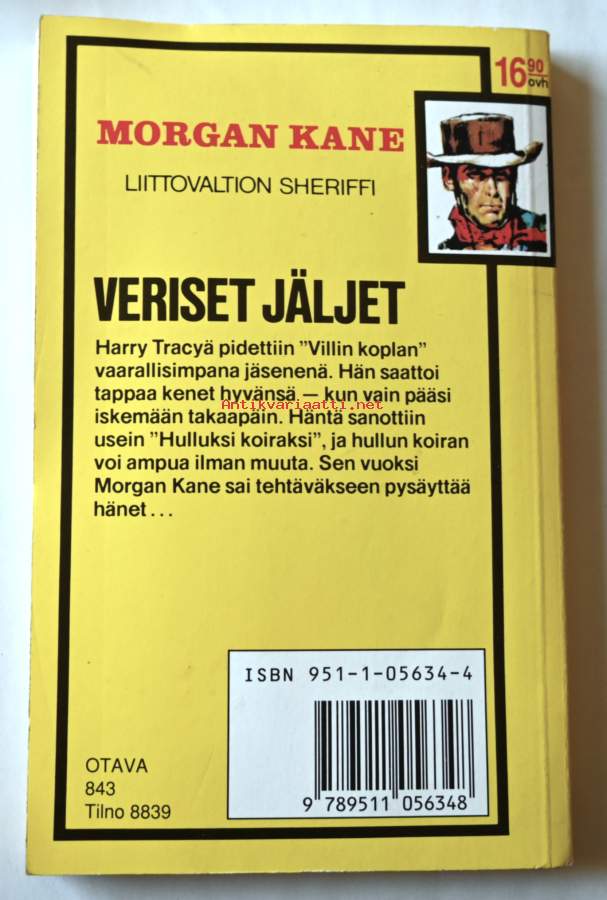 16 90
ovh
MORGAN KANE
LIITTOVALTION SHERIFFI
VERISET JÄLJET
Harry Tracyä pidettiin ”Villin koplan”
vaarallisimpana jäsenenä. Hän saattoi
tappaa kenet hyvänsä — kun vain pääsi
Antikvariaatti.net
iskemään takaapäin. Häntä sanottiin
usein ”Hulluksi koiraksi”, ja hullun koiran
voi ampua ilman muuta. Sen vuoksi
Morgan Kane sai tehtäväkseen pysäyttää
hänet...
ISBN 951-1-05634-4
9 789511 056348
OTAVA
843
Tilno 8839